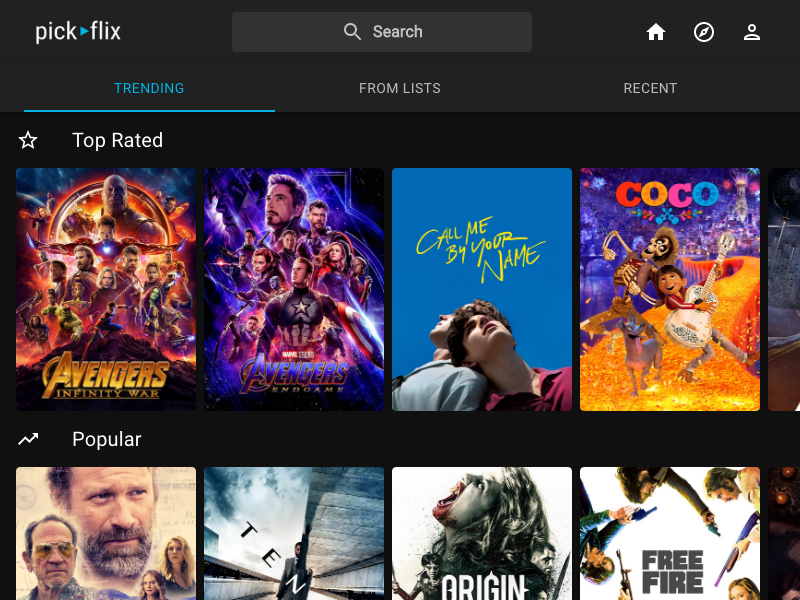 pick flix
Search
TRENDING
FROM LISTS
RECENT
Top Rated
AVENGERS
INFINITY WAR
MARVEL STUDIOS
AVENGERS
ENDGAME
CALL ME
BY YOUR
NAME
COCO
Popular
TEN
ORIGIN
FREE
FIRE